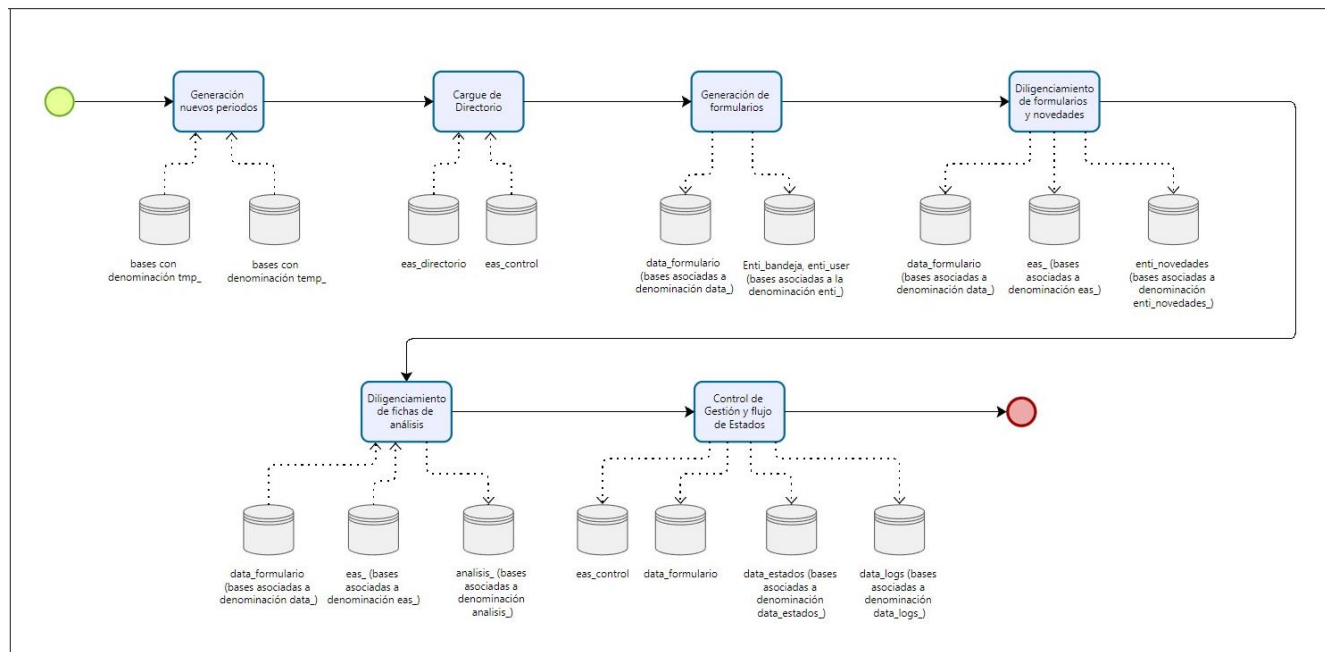 Generación
nuevos periodos
Cargue de
Directorio
Generación de
formularios
Diligenciamiento
de formularios
y novedades
bases con
denominación tmp_
bases con
denominación temp_
eas_directorio
eas_control
data_formulario
(bases asociadas a
denominación data_)
Enti_bandeja, enti_user
(bases asociadas a la
denominación enti_)
data_formulario
(bases asociadas a
denominación data_)
eas_ (bases
asociadas a
denominación eas_)
enti_novedades
(bases asociadas a
denominación
enti_novedades_)
Diligenciamiento
de fichas de
análisis
Control de
Gestión y flujo
de Estados
data_formulario
(bases asociadas a
denominación data_)
eas_ (bases
asociadas a
denominación eas_)
analisis_ (bases
asociadas a
denominación
analisis_)
eas_control
data_formulario
data_estados (bases
asociadas a
denominación
data_estados_)
data_logs (bases
asociadas a
denominación
data_logs_)